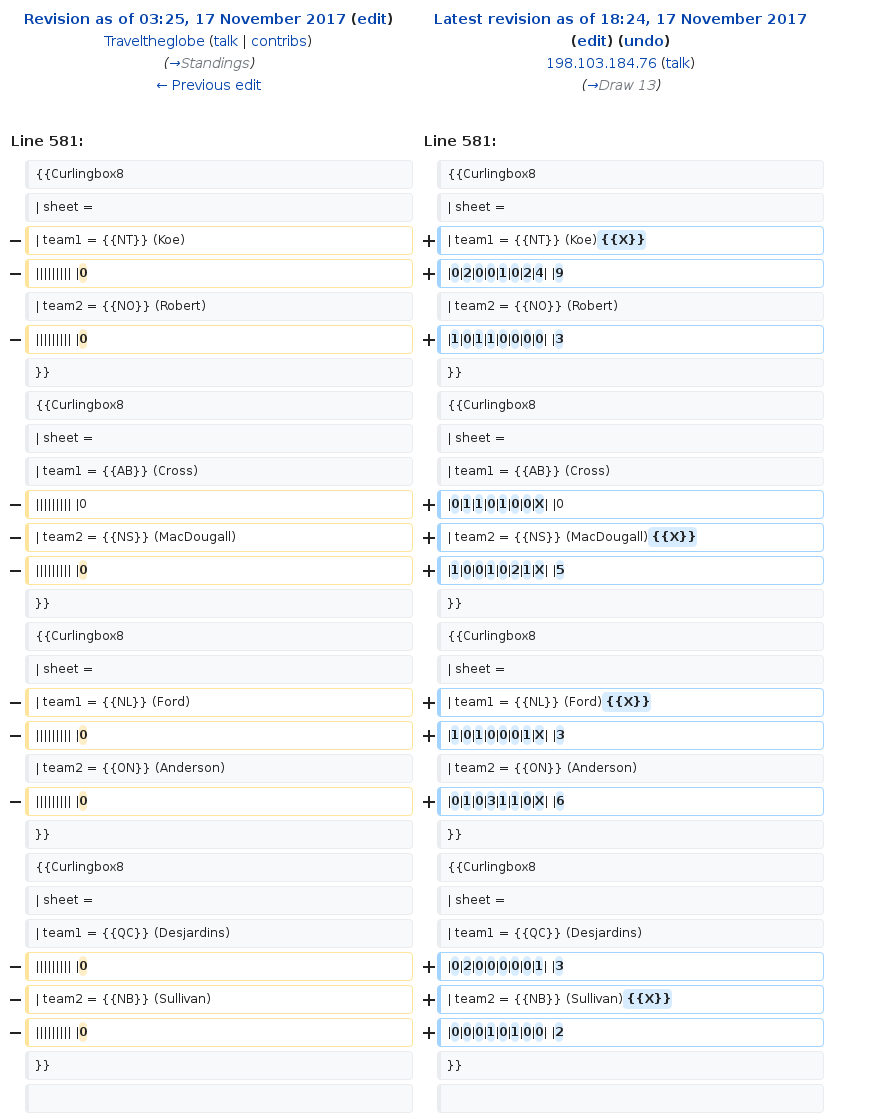 Revision as of 03:25, 17 November 2017 (edit)
Traveltheglobe (talk | contribs)
(→Standings)
← Previous edit
Latest revision as of 18:24, 17 November 2017
(edit) (undo)
198.103.184.76 (talk)
(→Draw 13)
Line 581: Line 581:
{{Curlingbox8 {{Curlingbox8
| sheet = | sheet =
− | team1 = {{NT}} (Koe) + | team1 = {{NT}} (Koe) {{X}}
− ||||||||| |0 + |0|2|0|0|1|0|2|4| |9
| team2 = {{NO}} (Robert) | team2 = {{NO}} (Robert)
− ||||||||| |0 + |1|0|1|1|0|0|0|0| |3
}} }}
{{Curlingbox8 {{Curlingbox8
| sheet = | sheet =
| team1 = {{AB}} (Cross) | team1 = {{AB}} (Cross)
− ||||||||| |0 + |0|1|1|0|1|0|0|X| |0
− | team2 = {{NS}} (MacDougall) + | team2 = {{NS}} (MacDougall) {{X}}
− ||||||||| |0 + |1|0|0|1|0|2|1|X| |5
}} }}
{{Curlingbox8 {{Curlingbox8
| sheet = | sheet =
− | team1 = {{NL}} (Ford) + | team1 = {{NL}} (Ford) {{X}}
− ||||||||| |0 + |1|0|1|0|0|0|1|X| |3
| team2 = {{ON}} (Anderson) | team2 = {{ON}} (Anderson)
− ||||||||| |0 + |0|1|0|3|1|1|0|X| |6
}} }}
{{Curlingbox8 {{Curlingbox8
| sheet = | sheet =
| team1 = {{QC}} (Desjardins) | team1 = {{QC}} (Desjardins)
− ||||||||| |0 + |0|2|0|0|0|0|0|1| |3
− | team2 = {{NB}} (Sullivan) + | team2 = {{NB}} (Sullivan) {{X}}
− ||||||||| |0 + |0|0|0|1|0|1|0|0| |2
}} }}